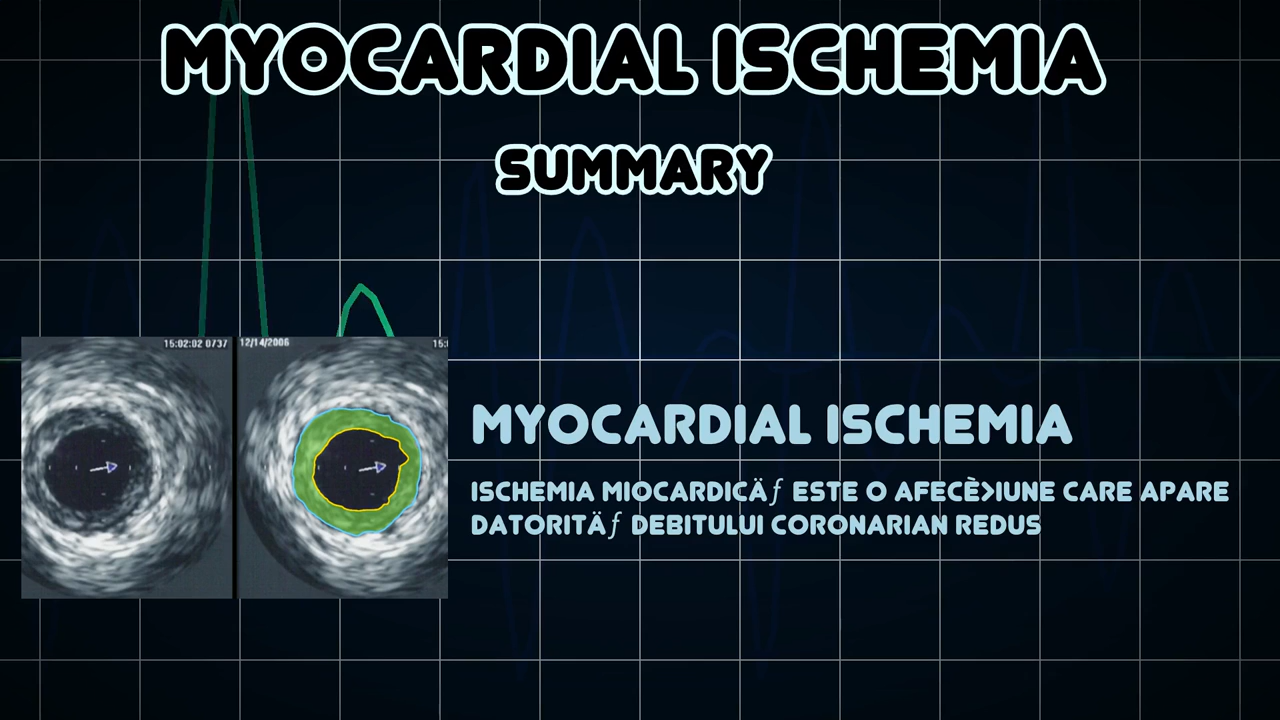 MYOCARDIAL ISCHEMIA
SUMMARY
15:02:02 0737
12/14/2006
15:
MYOCARDIAL ISCHEMIA
ISCHEMIA MIOCARDICÄƒ ESTE O AFECÈ>IUNE CARE APARE
DATORITÄƒ DEBITULUI CORONARIAN REDUS